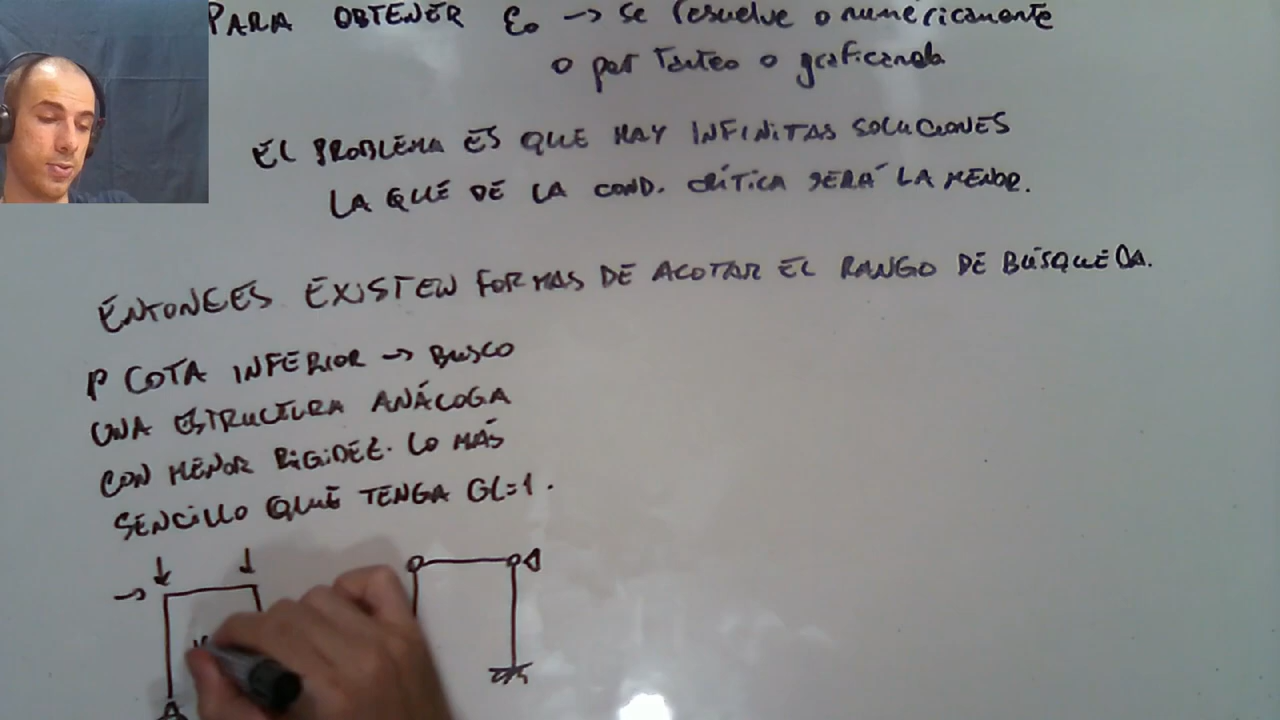 PARA OBTENER ε₀ → se resuelve o numéricamente
o por Tanteo o graficando
EL PROBLEMA ES QUE HAY INFINITAS SOLUCIONES
LA QUE DE LA COND. CRÍTICA SERÁ LA MENOR.
ENTONCES EXISTEN FORMAS DE ACOTAR EL RANGO DE BÚSQUEDA.
P COTA INFERIOR → BUSCO
UNA ESTRUCTURA ANÁLOGA
CON MENOR RIGIDEZ. LO MÁS
SENCILLO QUE TENGA GL=1.